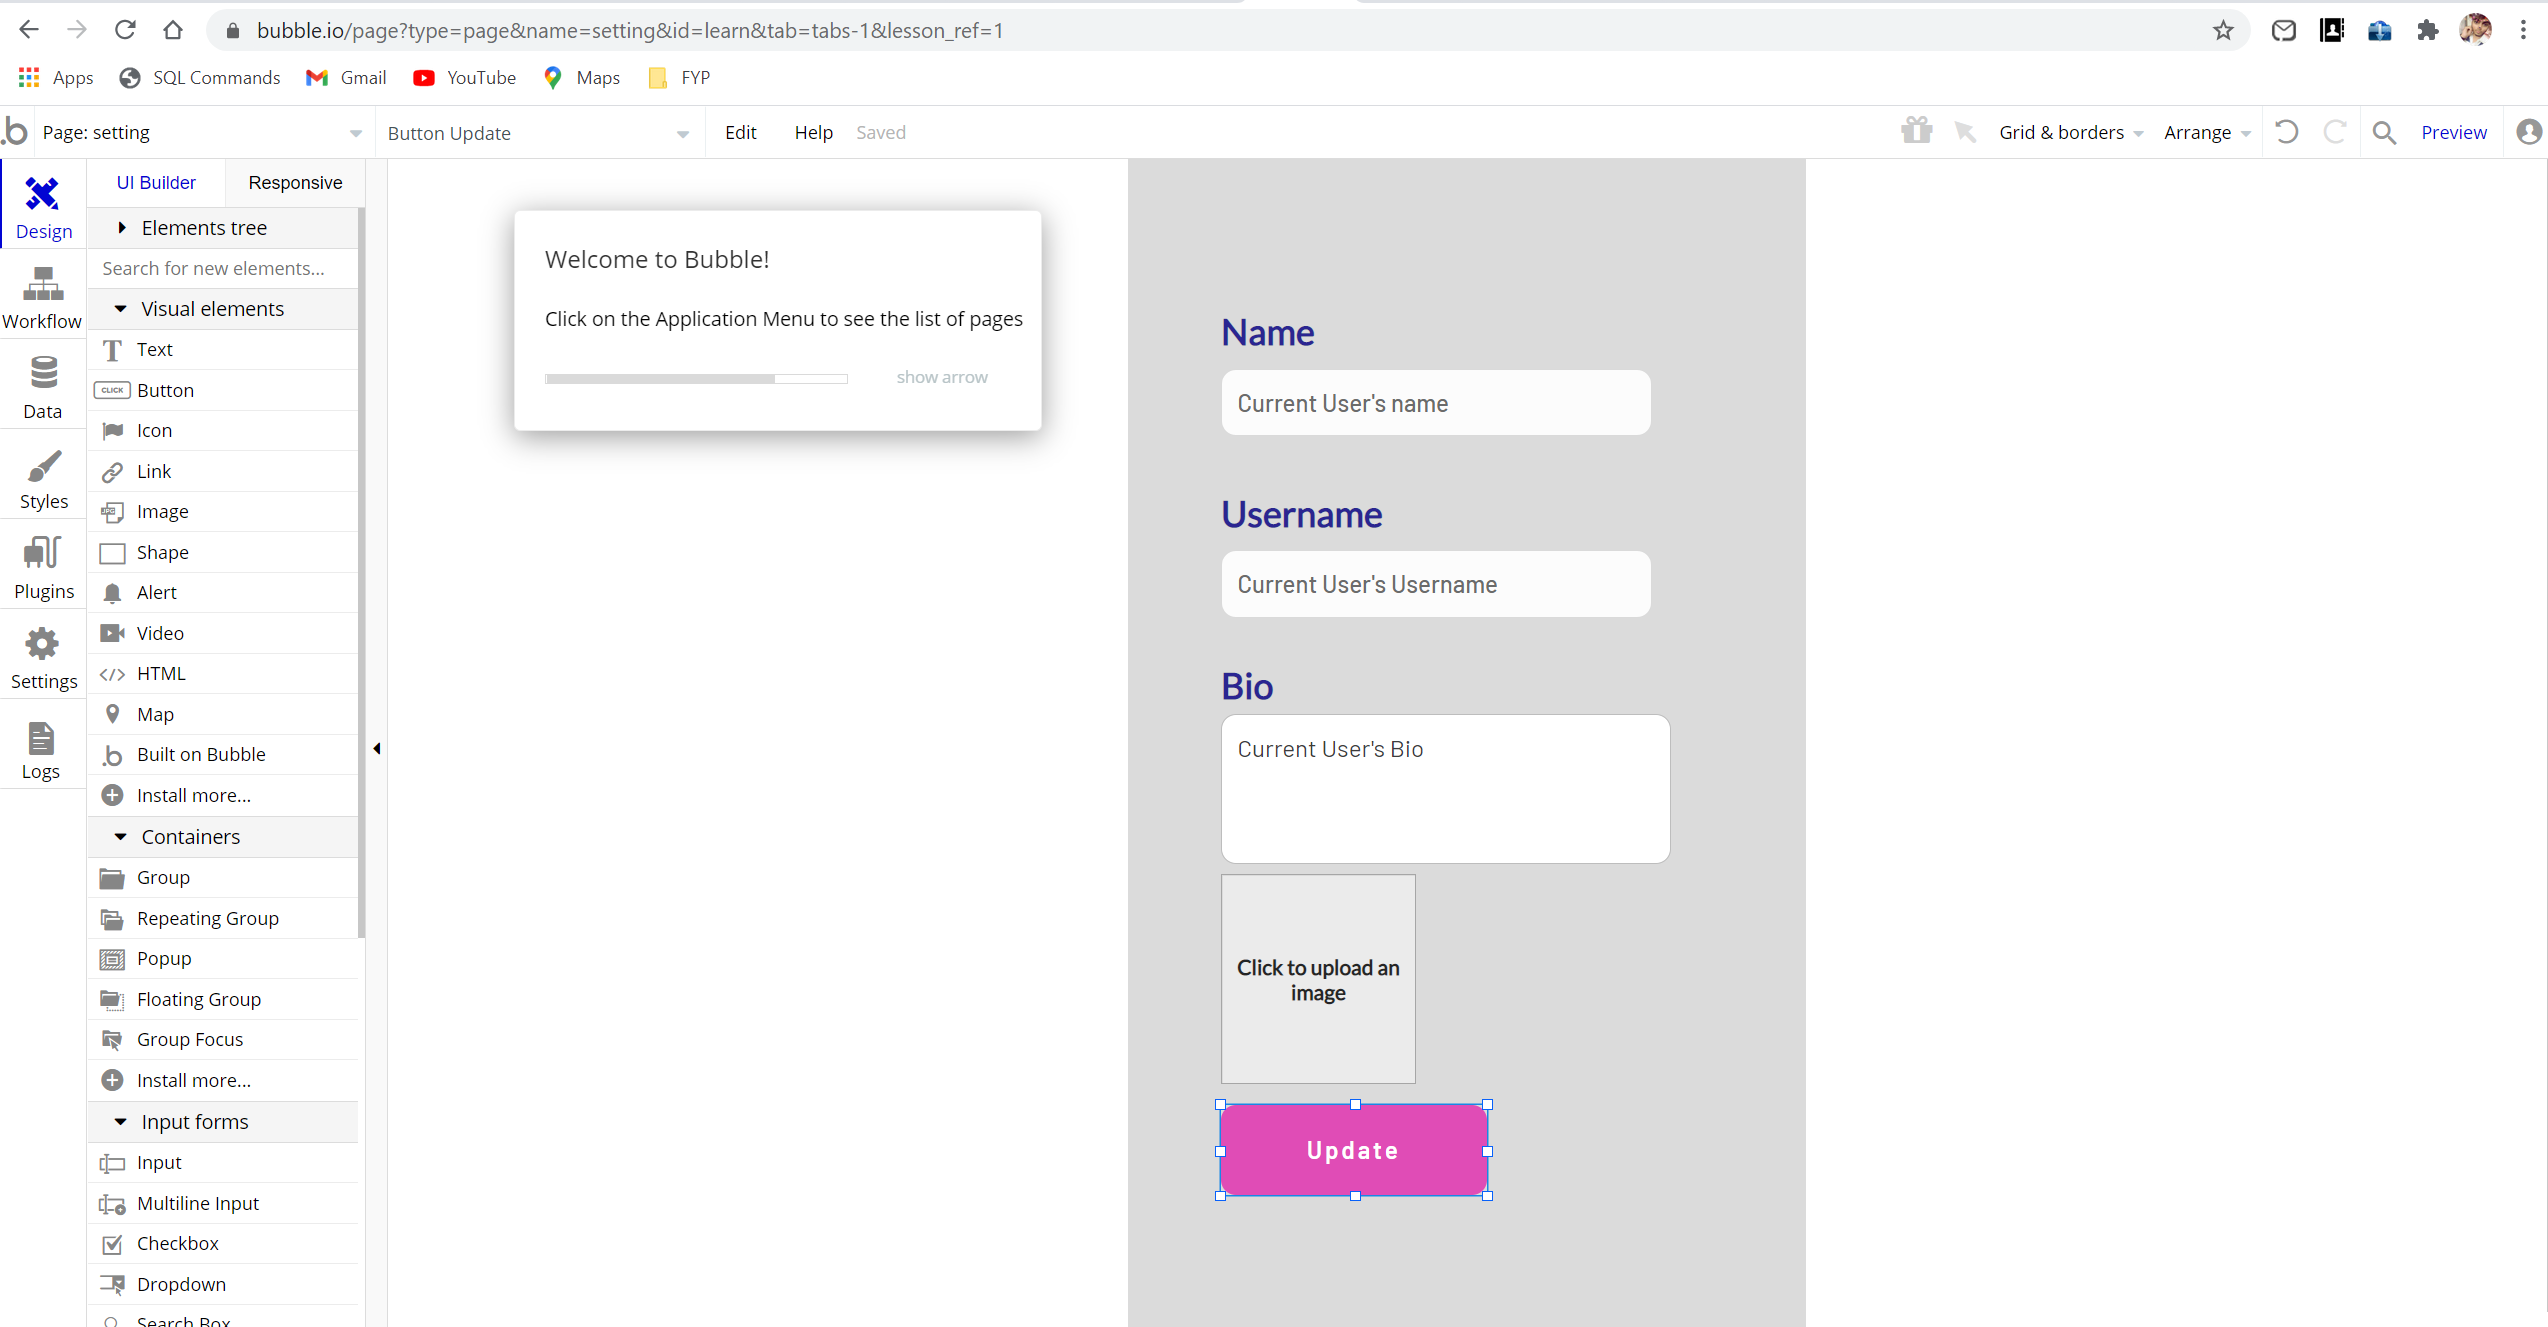 bubble.io/page?type=page&name=setting&id=learn&tab=tabs-1&lesson_ref=1
Apps SQL Commands Gmail YouTube Maps FYP
.b Page: setting Button Update Edit Help Saved Grid & borders Arrange Preview
UI Builder Responsive
Design
Workflow
Data
Styles
Plugins
Settings
Logs
Elements tree
Search for new elements...
Visual elements
Text
CLICK Button
Icon
Link
JPG Image
Shape
Alert
Video
</> HTML
Map
.b Built on Bubble
Install more...
Containers
Group
Repeating Group
Popup
Floating Group
Group Focus
Install more...
Input forms
Input
Multiline Input
Checkbox
Dropdown
Search Box
Welcome to Bubble!
Click on the Application Menu to see the list of pages
show arrow
Name
Current User's name
Username
Current User's Username
Bio
Current User's Bio
Click to upload an
image
Update